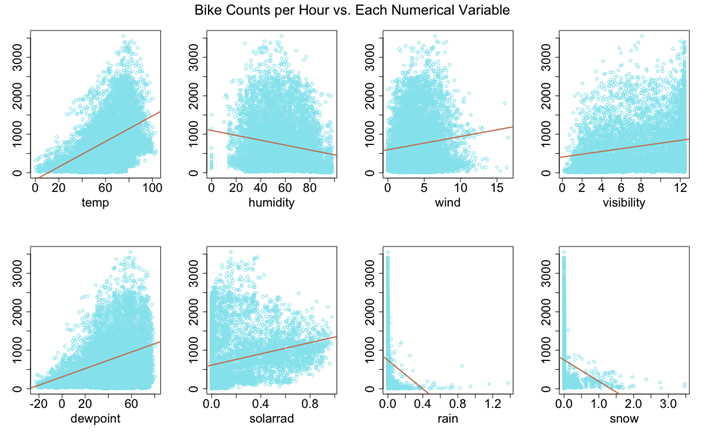 Bike Counts per Hour vs. Each Numerical Variable
0 1000 2000 3000
0 20 60 100
temp
0 1000 2000 3000
0 20 40 60 80
humidity
0 1000 2000 3000
0 5 10 15
wind
0 1000 2000 3000
0 2 4 6 8 12
visibility
0 1000 2000 3000
-20 0 20 60
dewpoint
0 1000 2000 3000
0.0 0.4 0.8
solarrad
0 1000 2000 3000
0.0 0.4 0.8 1.2
rain
0 1000 2000 3000
0.0 1.0 2.0 3.0
snow